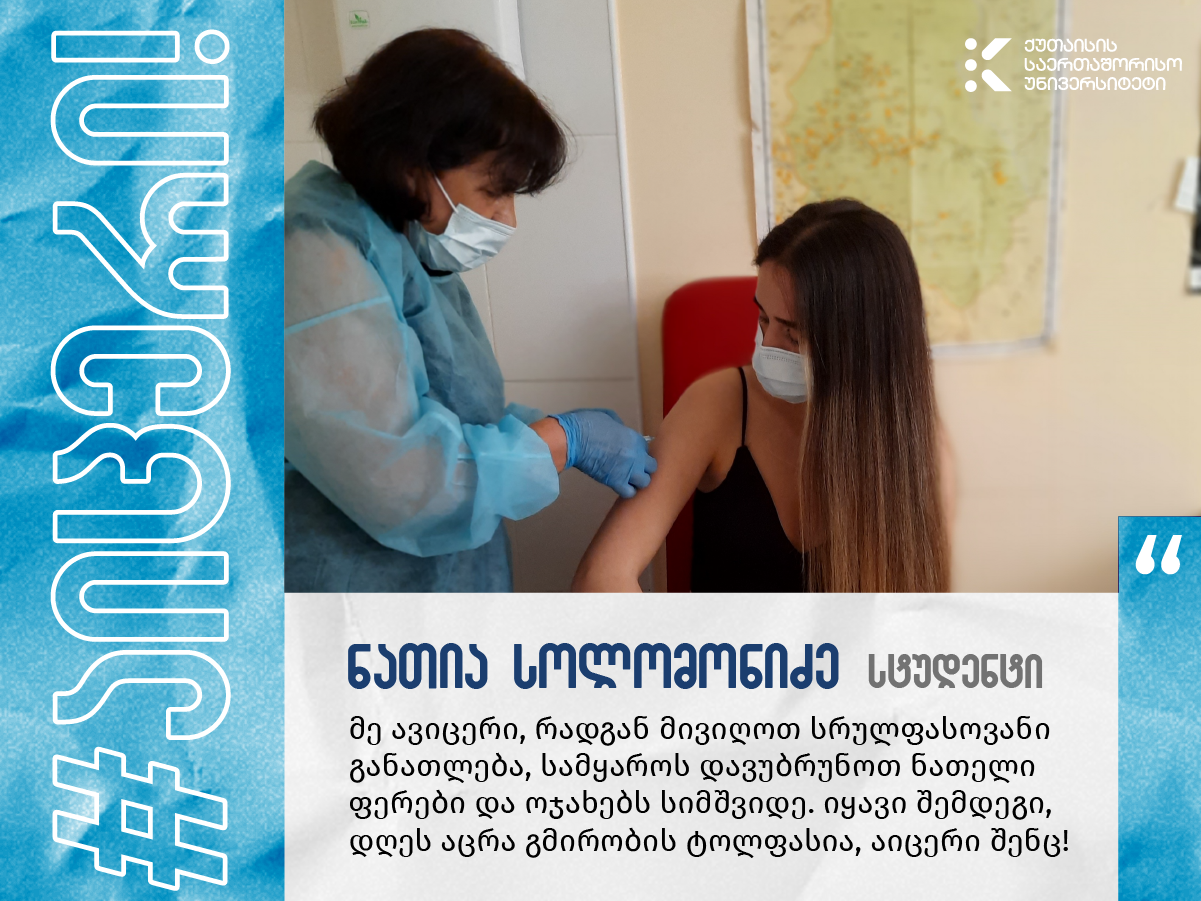 #აიცერი!
ქუთაისის
საერთაშორისო
უნივერსიტეტი
“
ნათია სოლომონიძე სტუდენტი
მე ავიცერი, რადგან მივიღოთ სრულფასოვანი
განათლება, სამყაროს დავუბრუნოთ ნათელი
ფერები და ოჯახებს სიმშვიდე. იყავი შემდეგი,
დღეს აცრა გმირობის ტოლფასია, აიცერი შენც!